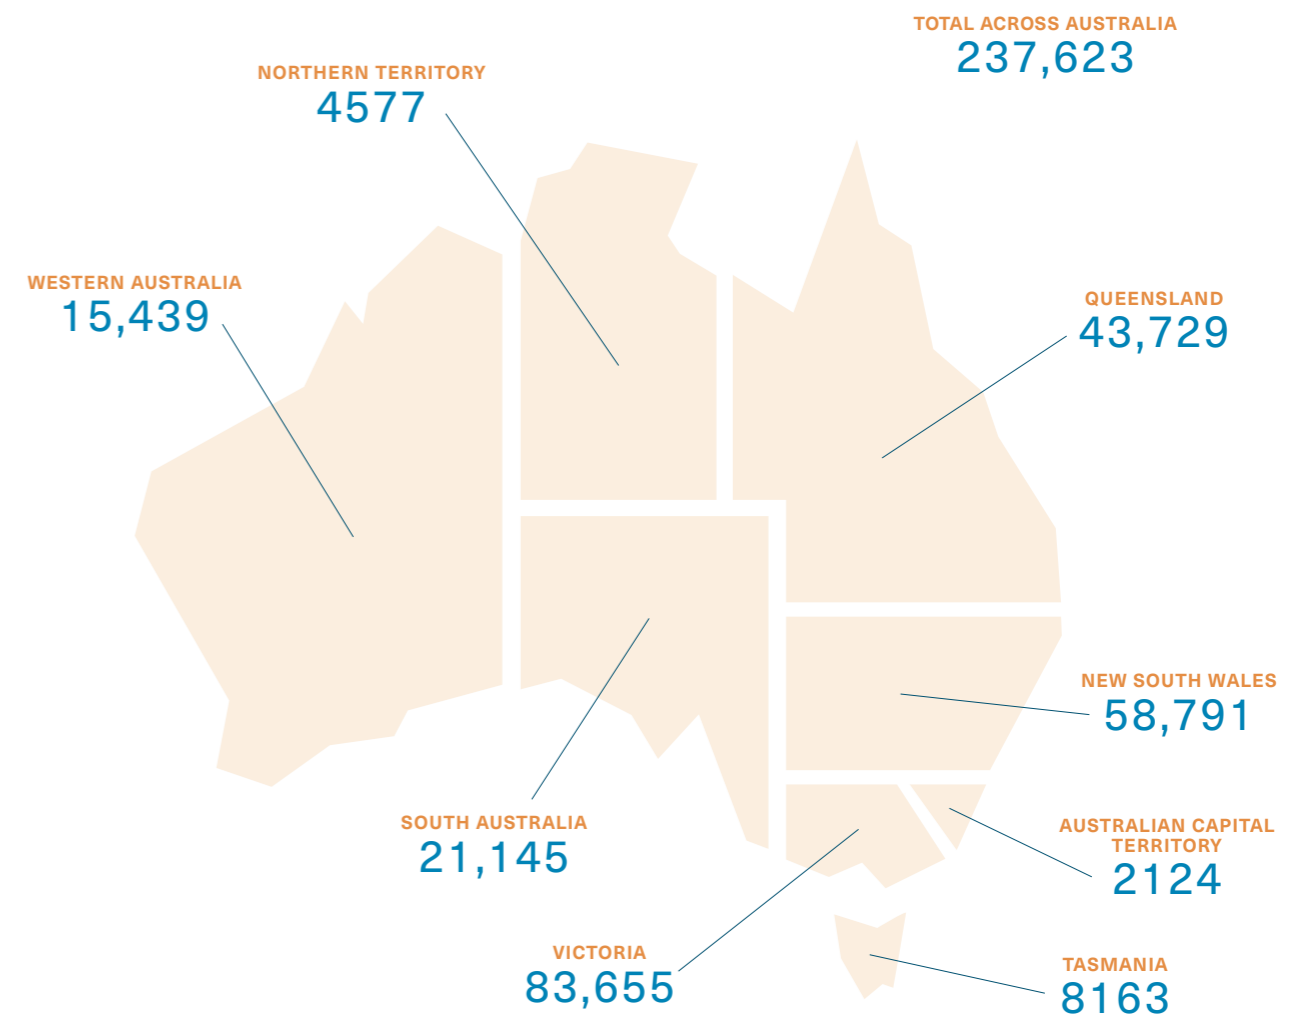 TOTAL ACROSS AUSTRALIA
237,623
NORTHERN TERRITORY
4577
WESTERN AUSTRALIA
15,439
QUEENSLAND
43,729
NEW SOUTH WALES
58,791
SOUTH AUSTRALIA
21,145
AUSTRALIAN CAPITAL
TERRITORY
2124
VICTORIA
83,655
TASMANIA
8163